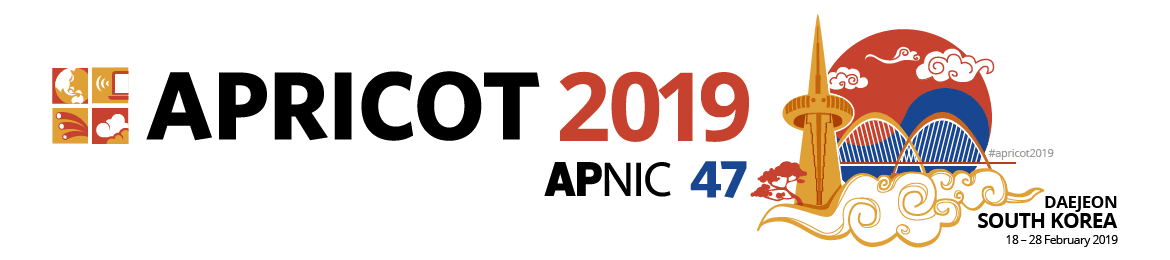 APRICOT 2019
APNIC 47
#apricot2019
DAEJEON
SOUTH KOREA
18 – 28 February 2019